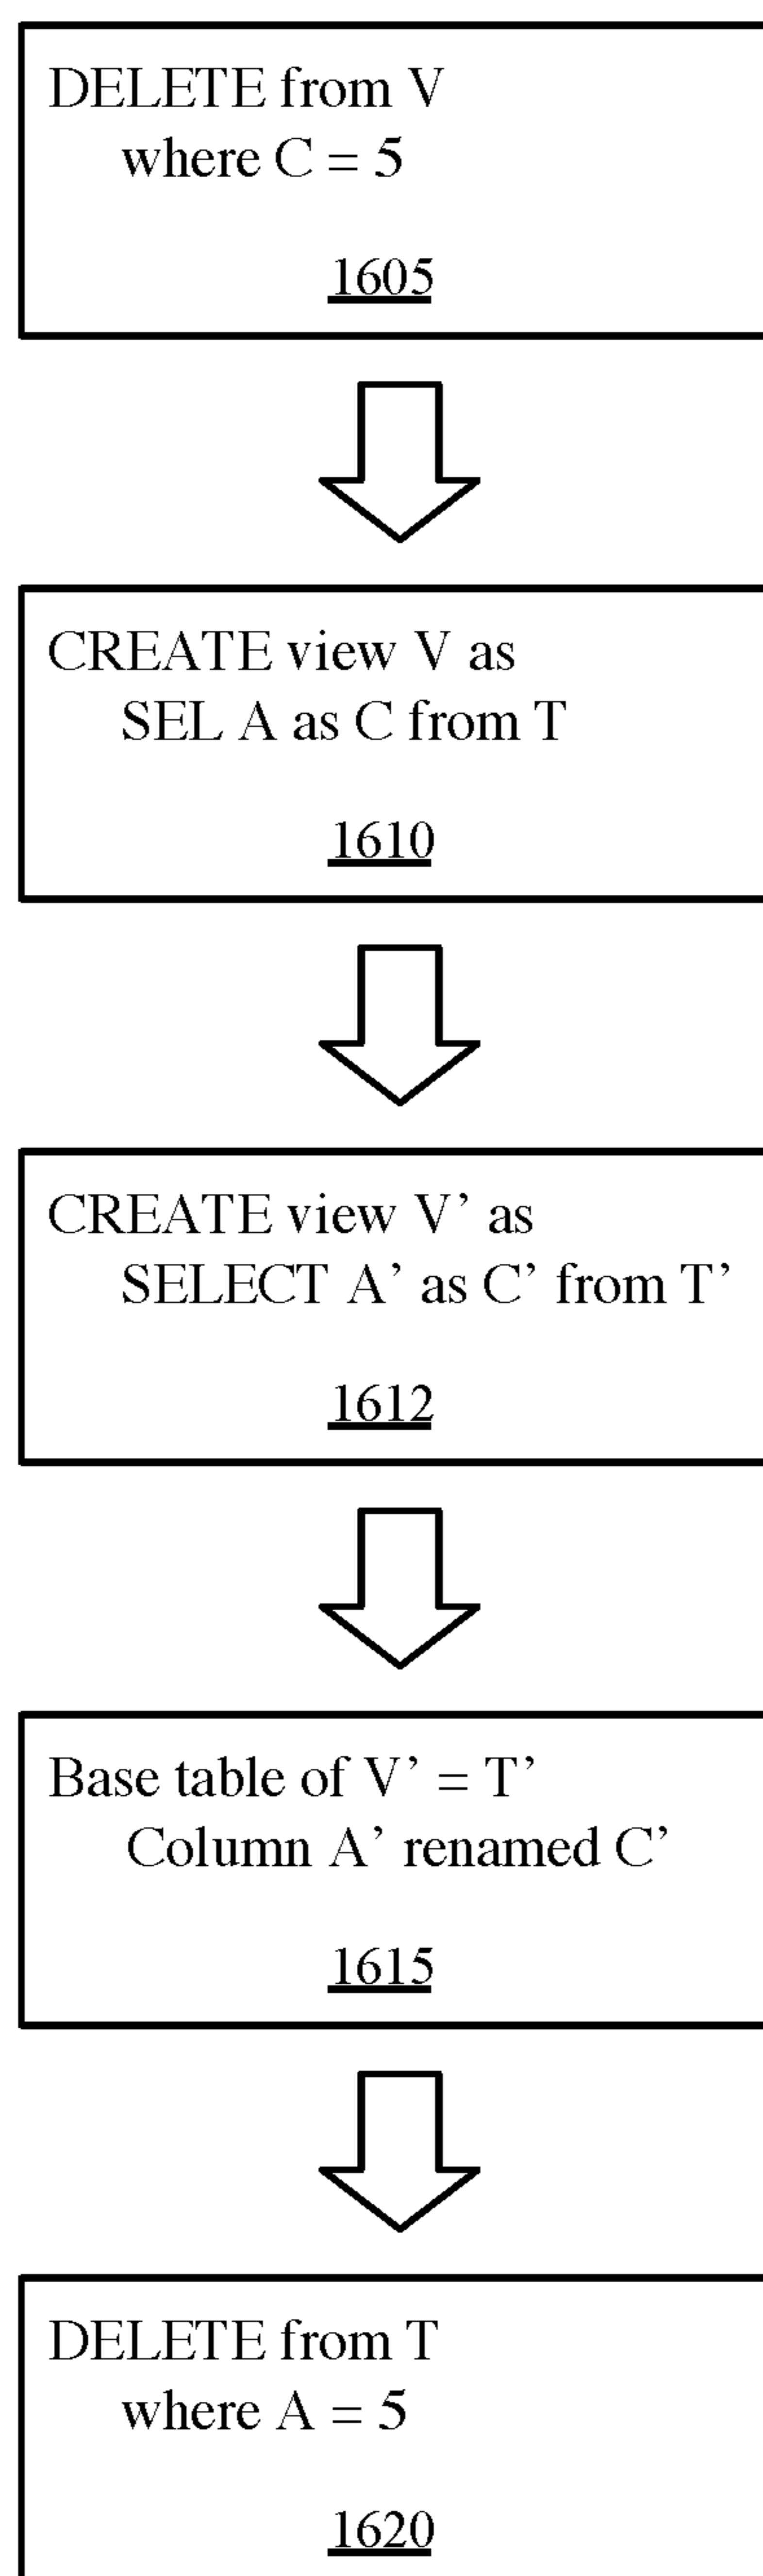 DELETE from V
where C = 5
1605
CREATE view V as
SEL A as C from T
1610
CREATE view V’ as
SELECT A’ as C’ from T’
1612
Base table of V’ = T’
Column A’ renamed C’
1615
DELETE from T
where A = 5
1620